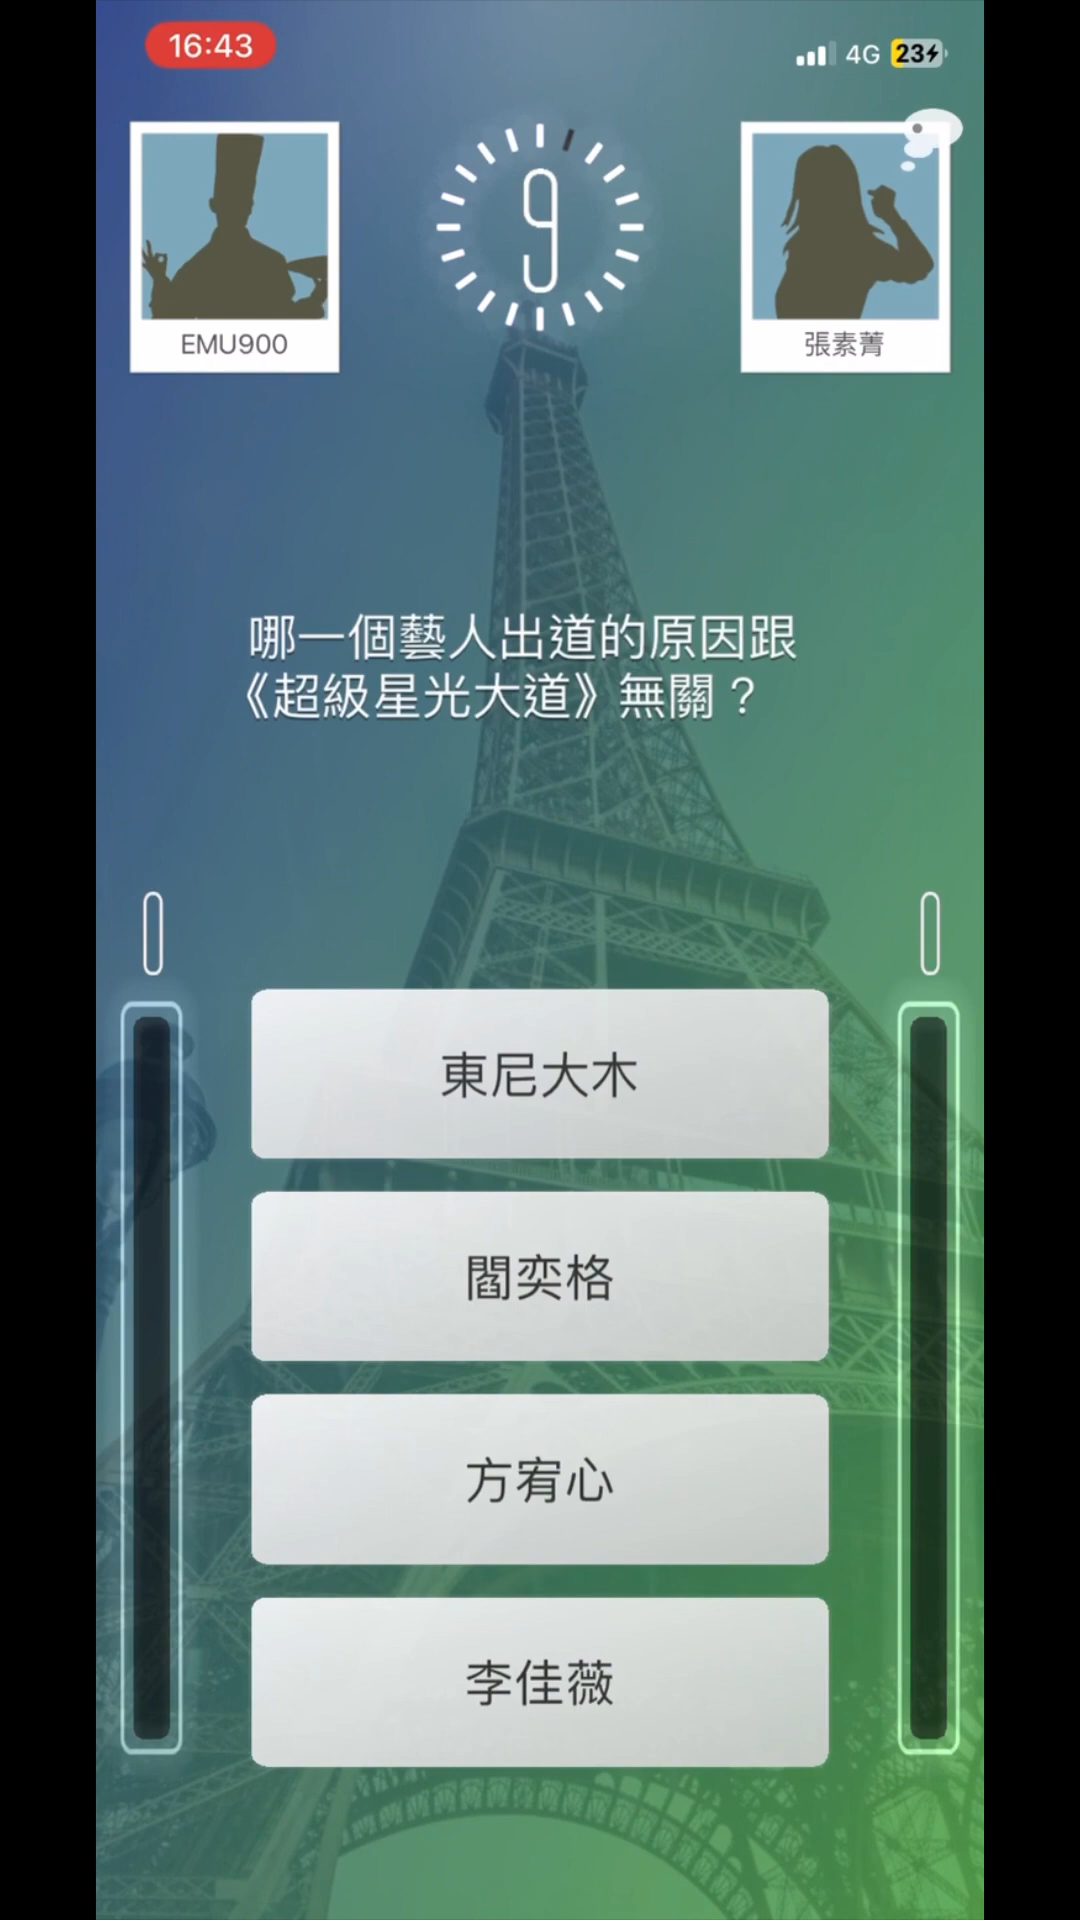 16:43
4G 23
9
EMU900
張素菁
哪一個藝人出道的原因跟
《超級星光大道》無關？
0
0
東尼大木
閻奕格
方宥心
李佳薇